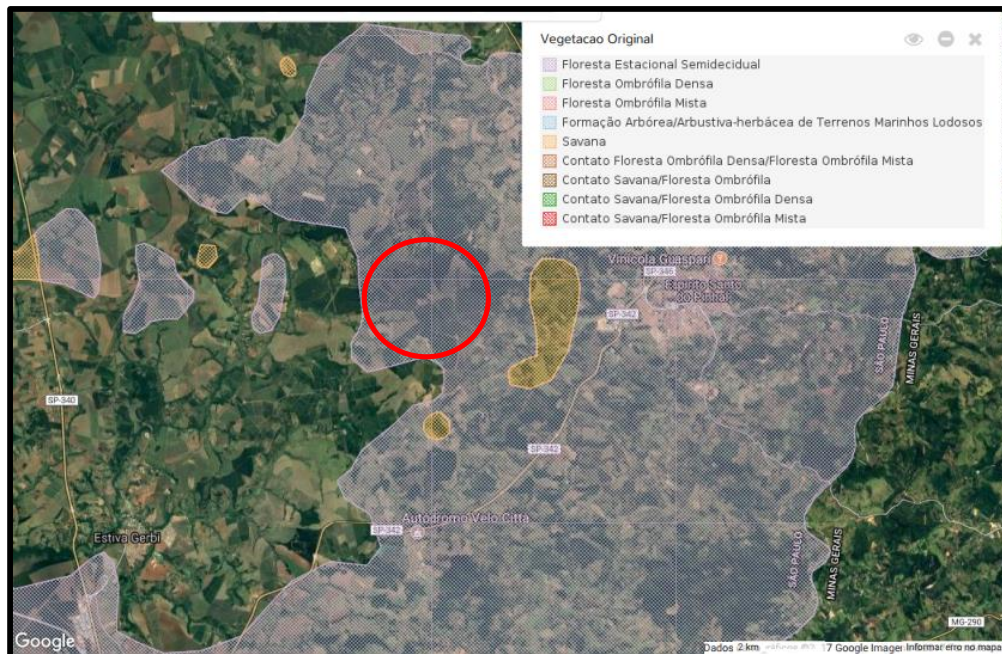 Vegetacao Original
Floresta Estacional Semidecidual
Floresta Ombrófila Densa
Floresta Ombrófila Mista
Formação Arbórea/Arbustiva-herbácea de Terrenos Marinhos Lodosos
Savana
Contato Floresta Ombrófila Densa/Floresta Ombrófila Mista
Contato Savana/Floresta Ombrófila
Contato Savana/Floresta Ombrófila Densa
Contato Savana/Floresta Ombrófila Mista
Vinícola Guaspari
SP-346
Espírito Santo
do Pinhal
SP-342
SÃO PAULO
MINAS GERAIS
SP-340
SP-342
Autódromo Velo Città
SP-342
Estiva Gerbi
SÃO PAULO
MINAS GERAIS
MG-290
Google
Dados 2 km 7 Google Imagen Informar erro no mapa